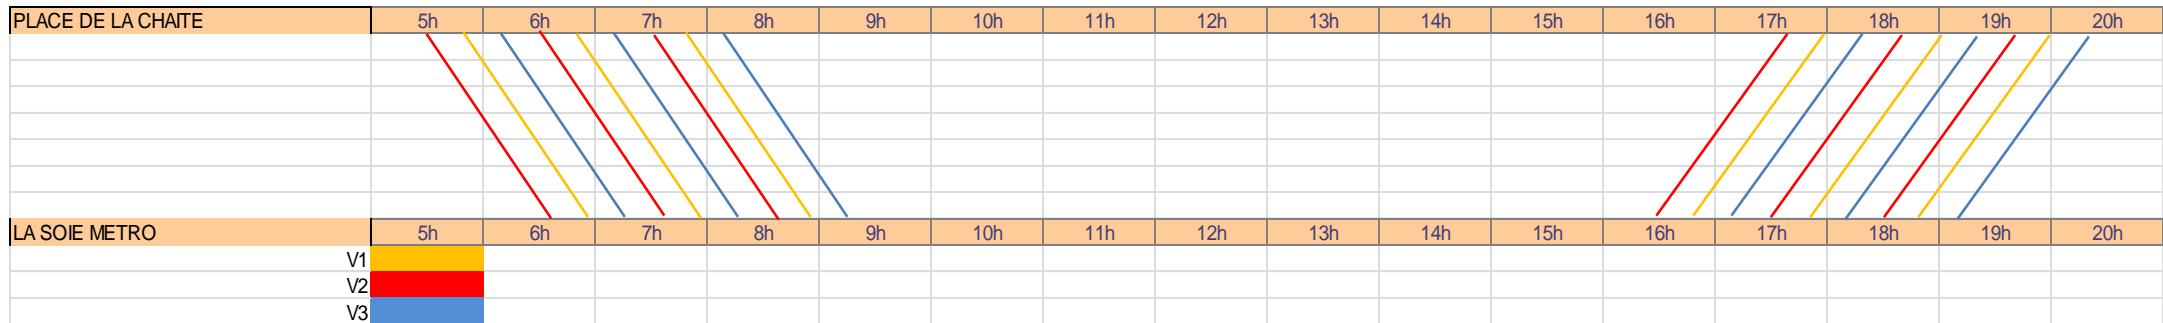 PLACE DE LA CHAITE 5h 6h 7h 8h 9h 10h 11h 12h 13h 14h 15h 16h 17h 18h 19h 20h
LA SOIE METRO 5h 6h 7h 8h 9h 10h 11h 12h 13h 14h 15h 16h 17h 18h 19h 20h
V1
V2
V3